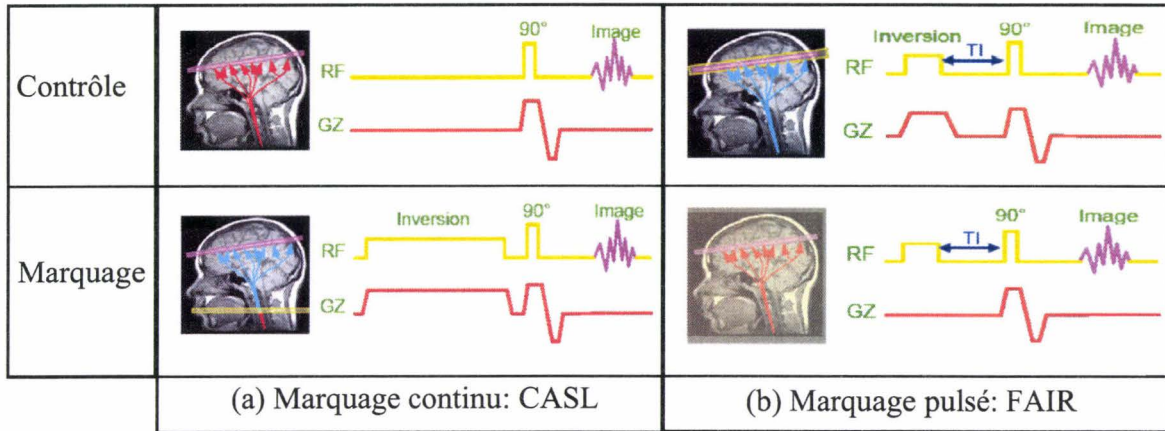 Contrôle
90°
Image
RF
GZ
Inversion
TI
90°
Image
RF
GZ
Marquage
Inversion
90°
Image
RF
GZ
TI
90°
Image
RF
GZ
(a) Marquage continu: CASL
(b) Marquage pulsé: FAIR